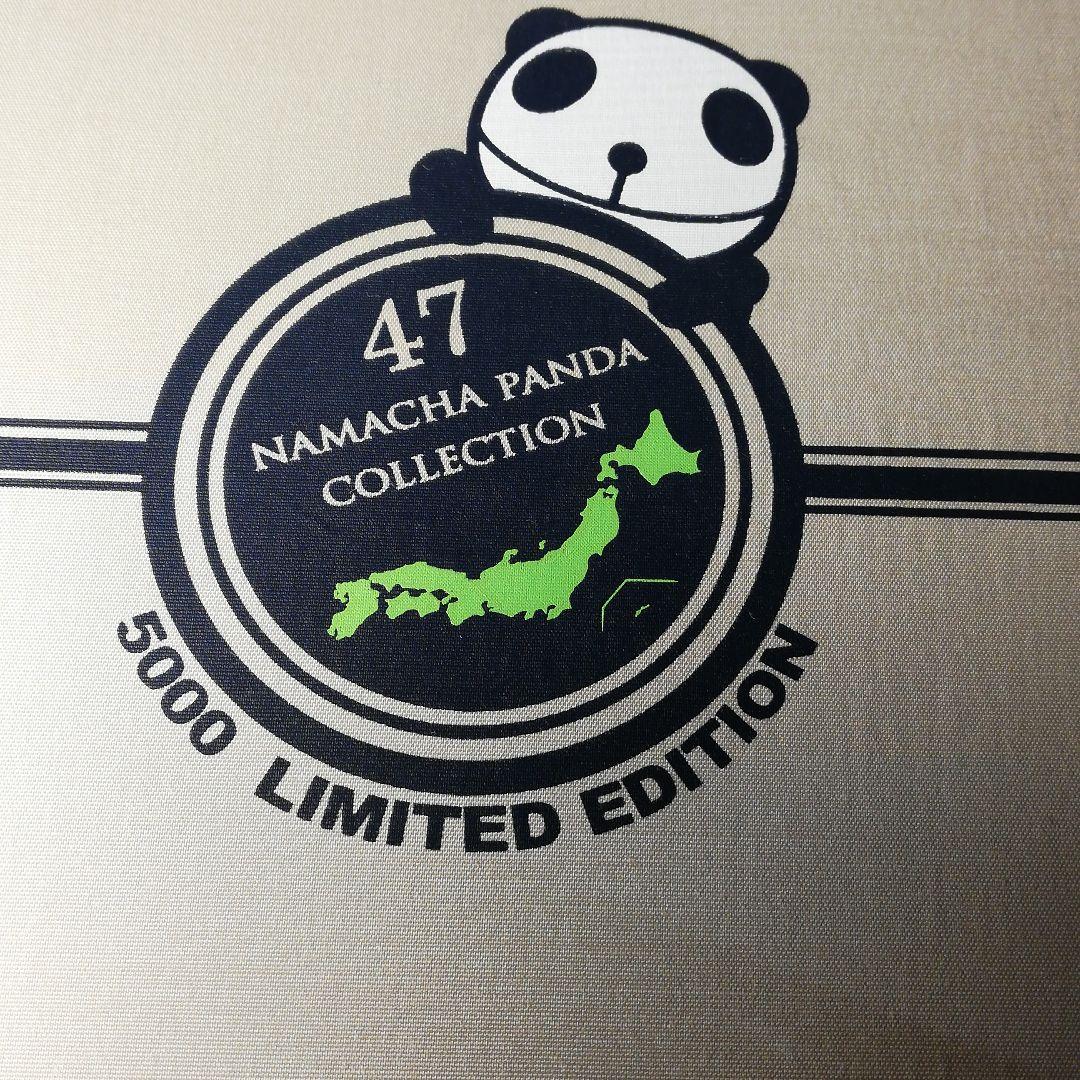 47
NAMACHA PANDA
COLLECTION
5000 LIMITED EDITION